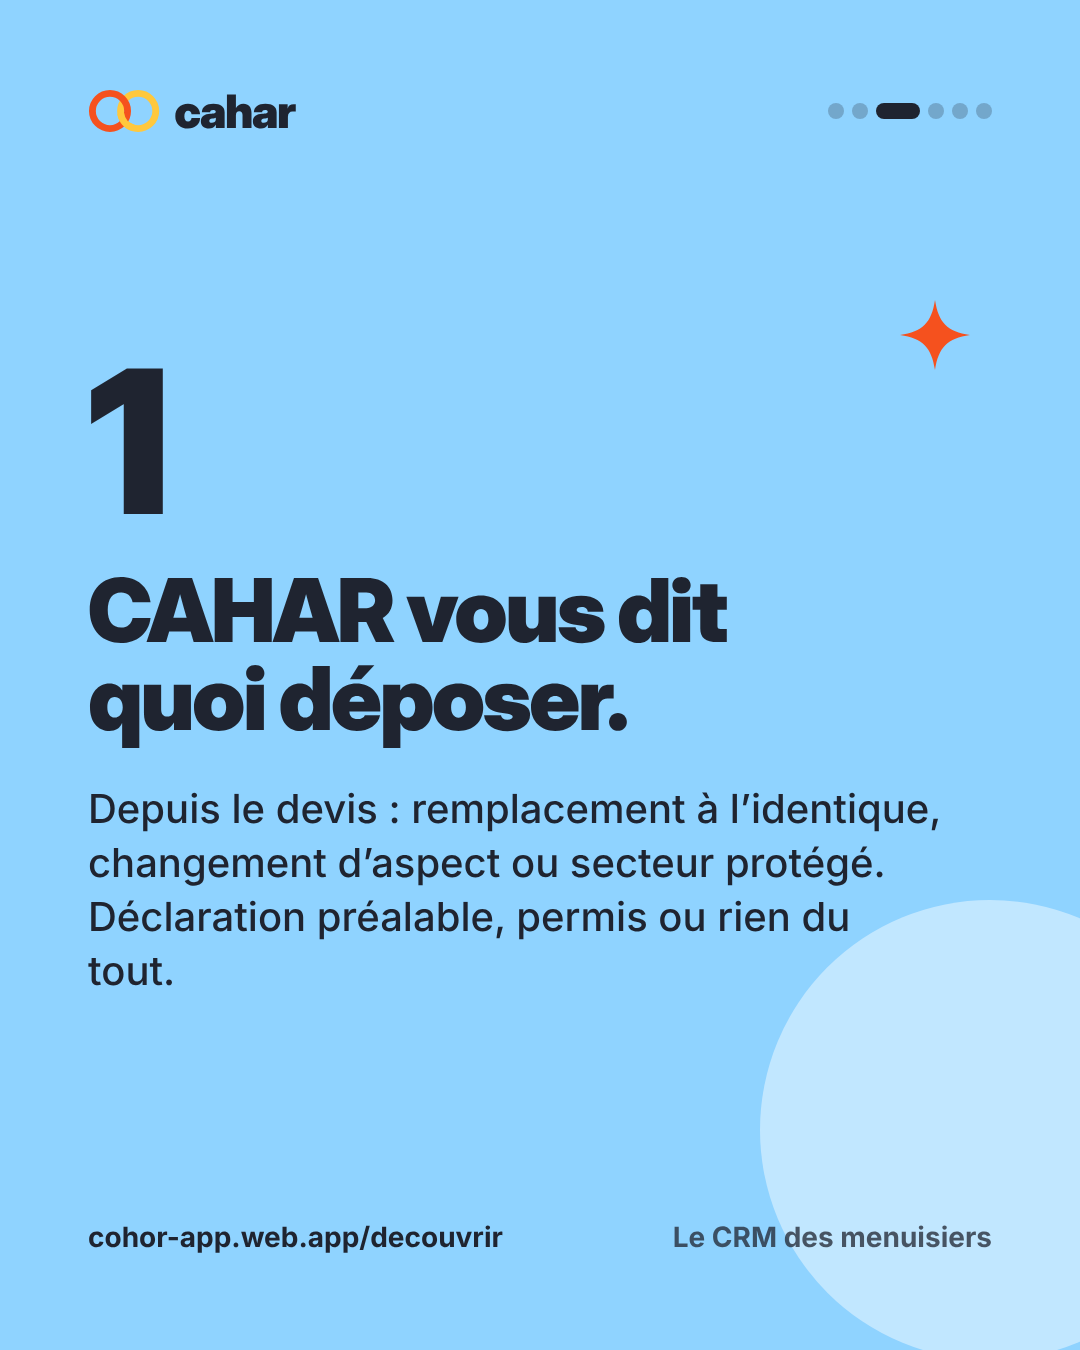 cahar
1
CAHAR vous dit
quoi déposer.
Depuis le devis : remplacement à l’identique,
changement d’aspect ou secteur protégé.
Déclaration préalable, permis ou rien du
tout.
cohor-app.web.app/decouvrir
Le CRM des menuisiers